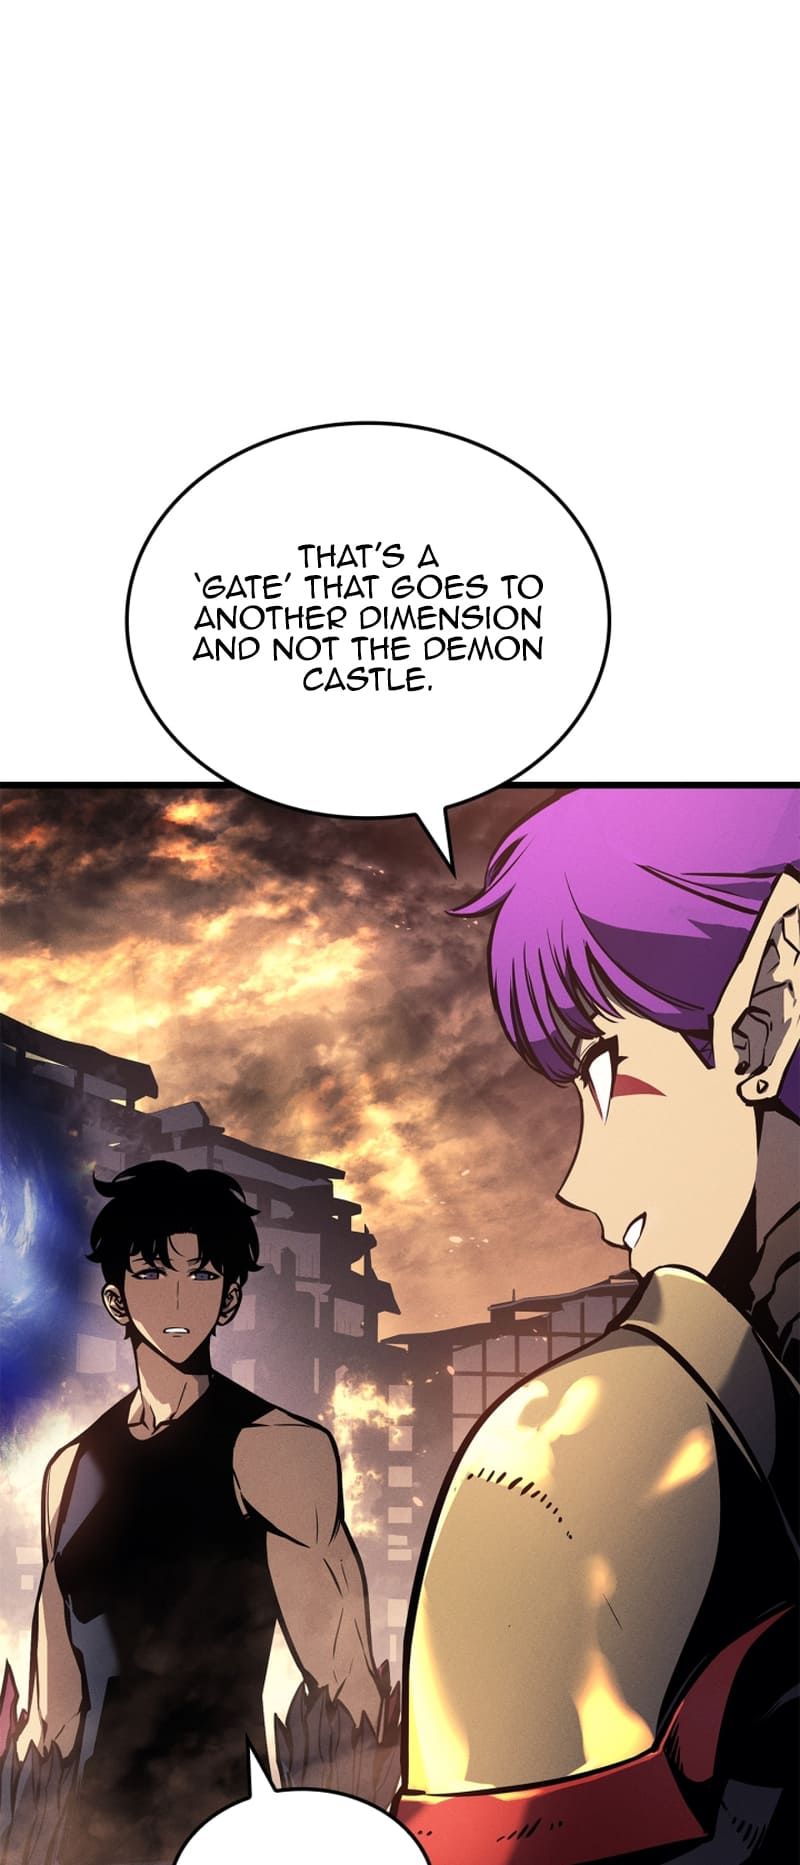 THAT'S A
'GATE' THAT GOES TO
ANOTHER DIMENSION
AND NOT THE DEMON
CASTLE.